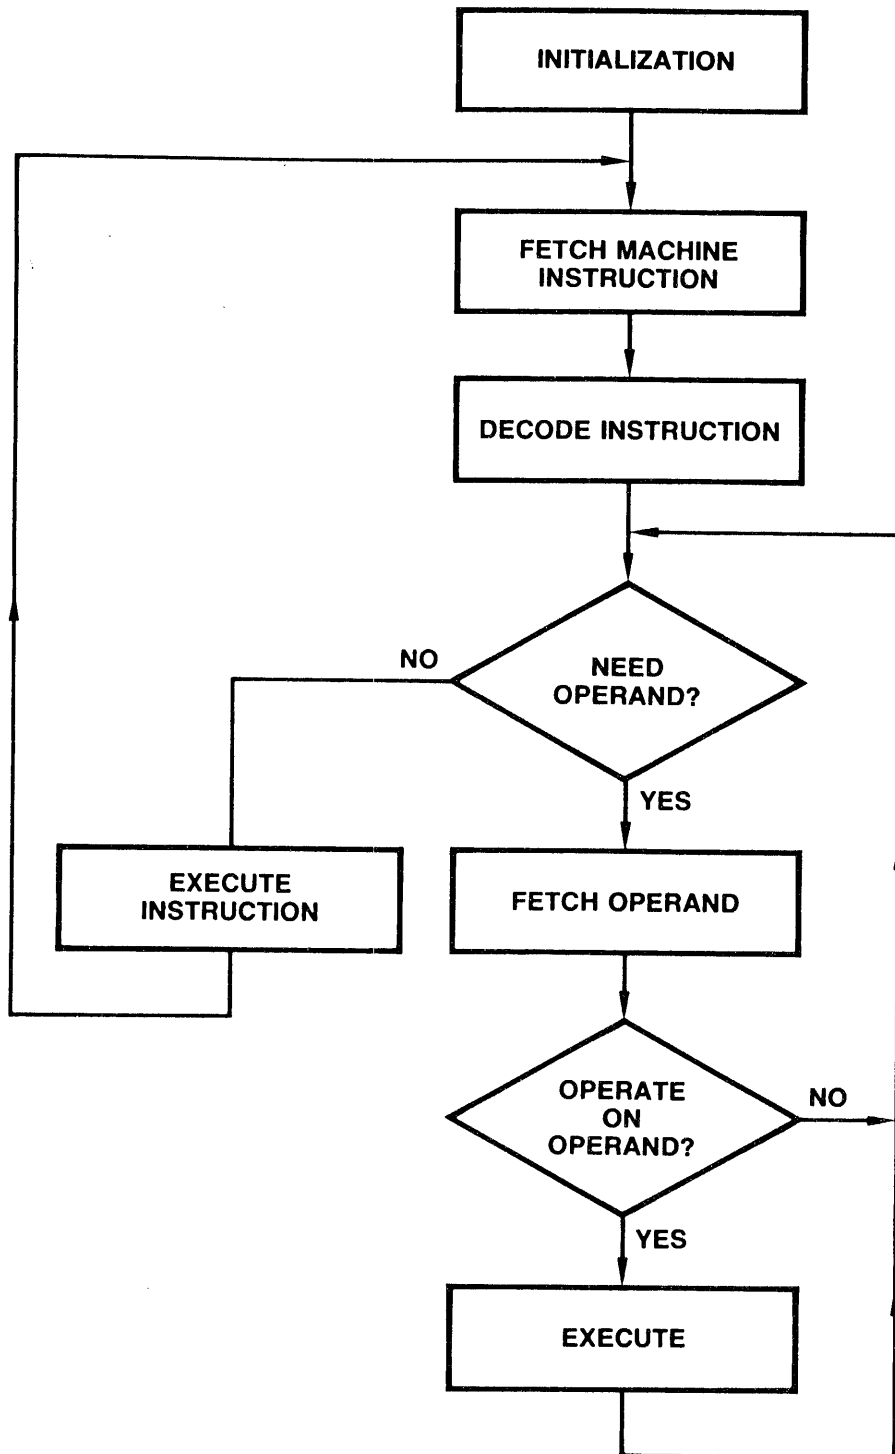 INITIALIZATION
FETCH MACHINE
INSTRUCTION
DECODE INSTRUCTION
NEED
OPERAND?
NO
YES
EXECUTE
INSTRUCTION
FETCH OPERAND
OPERATE
ON
OPERAND?
NO
YES
EXECUTE